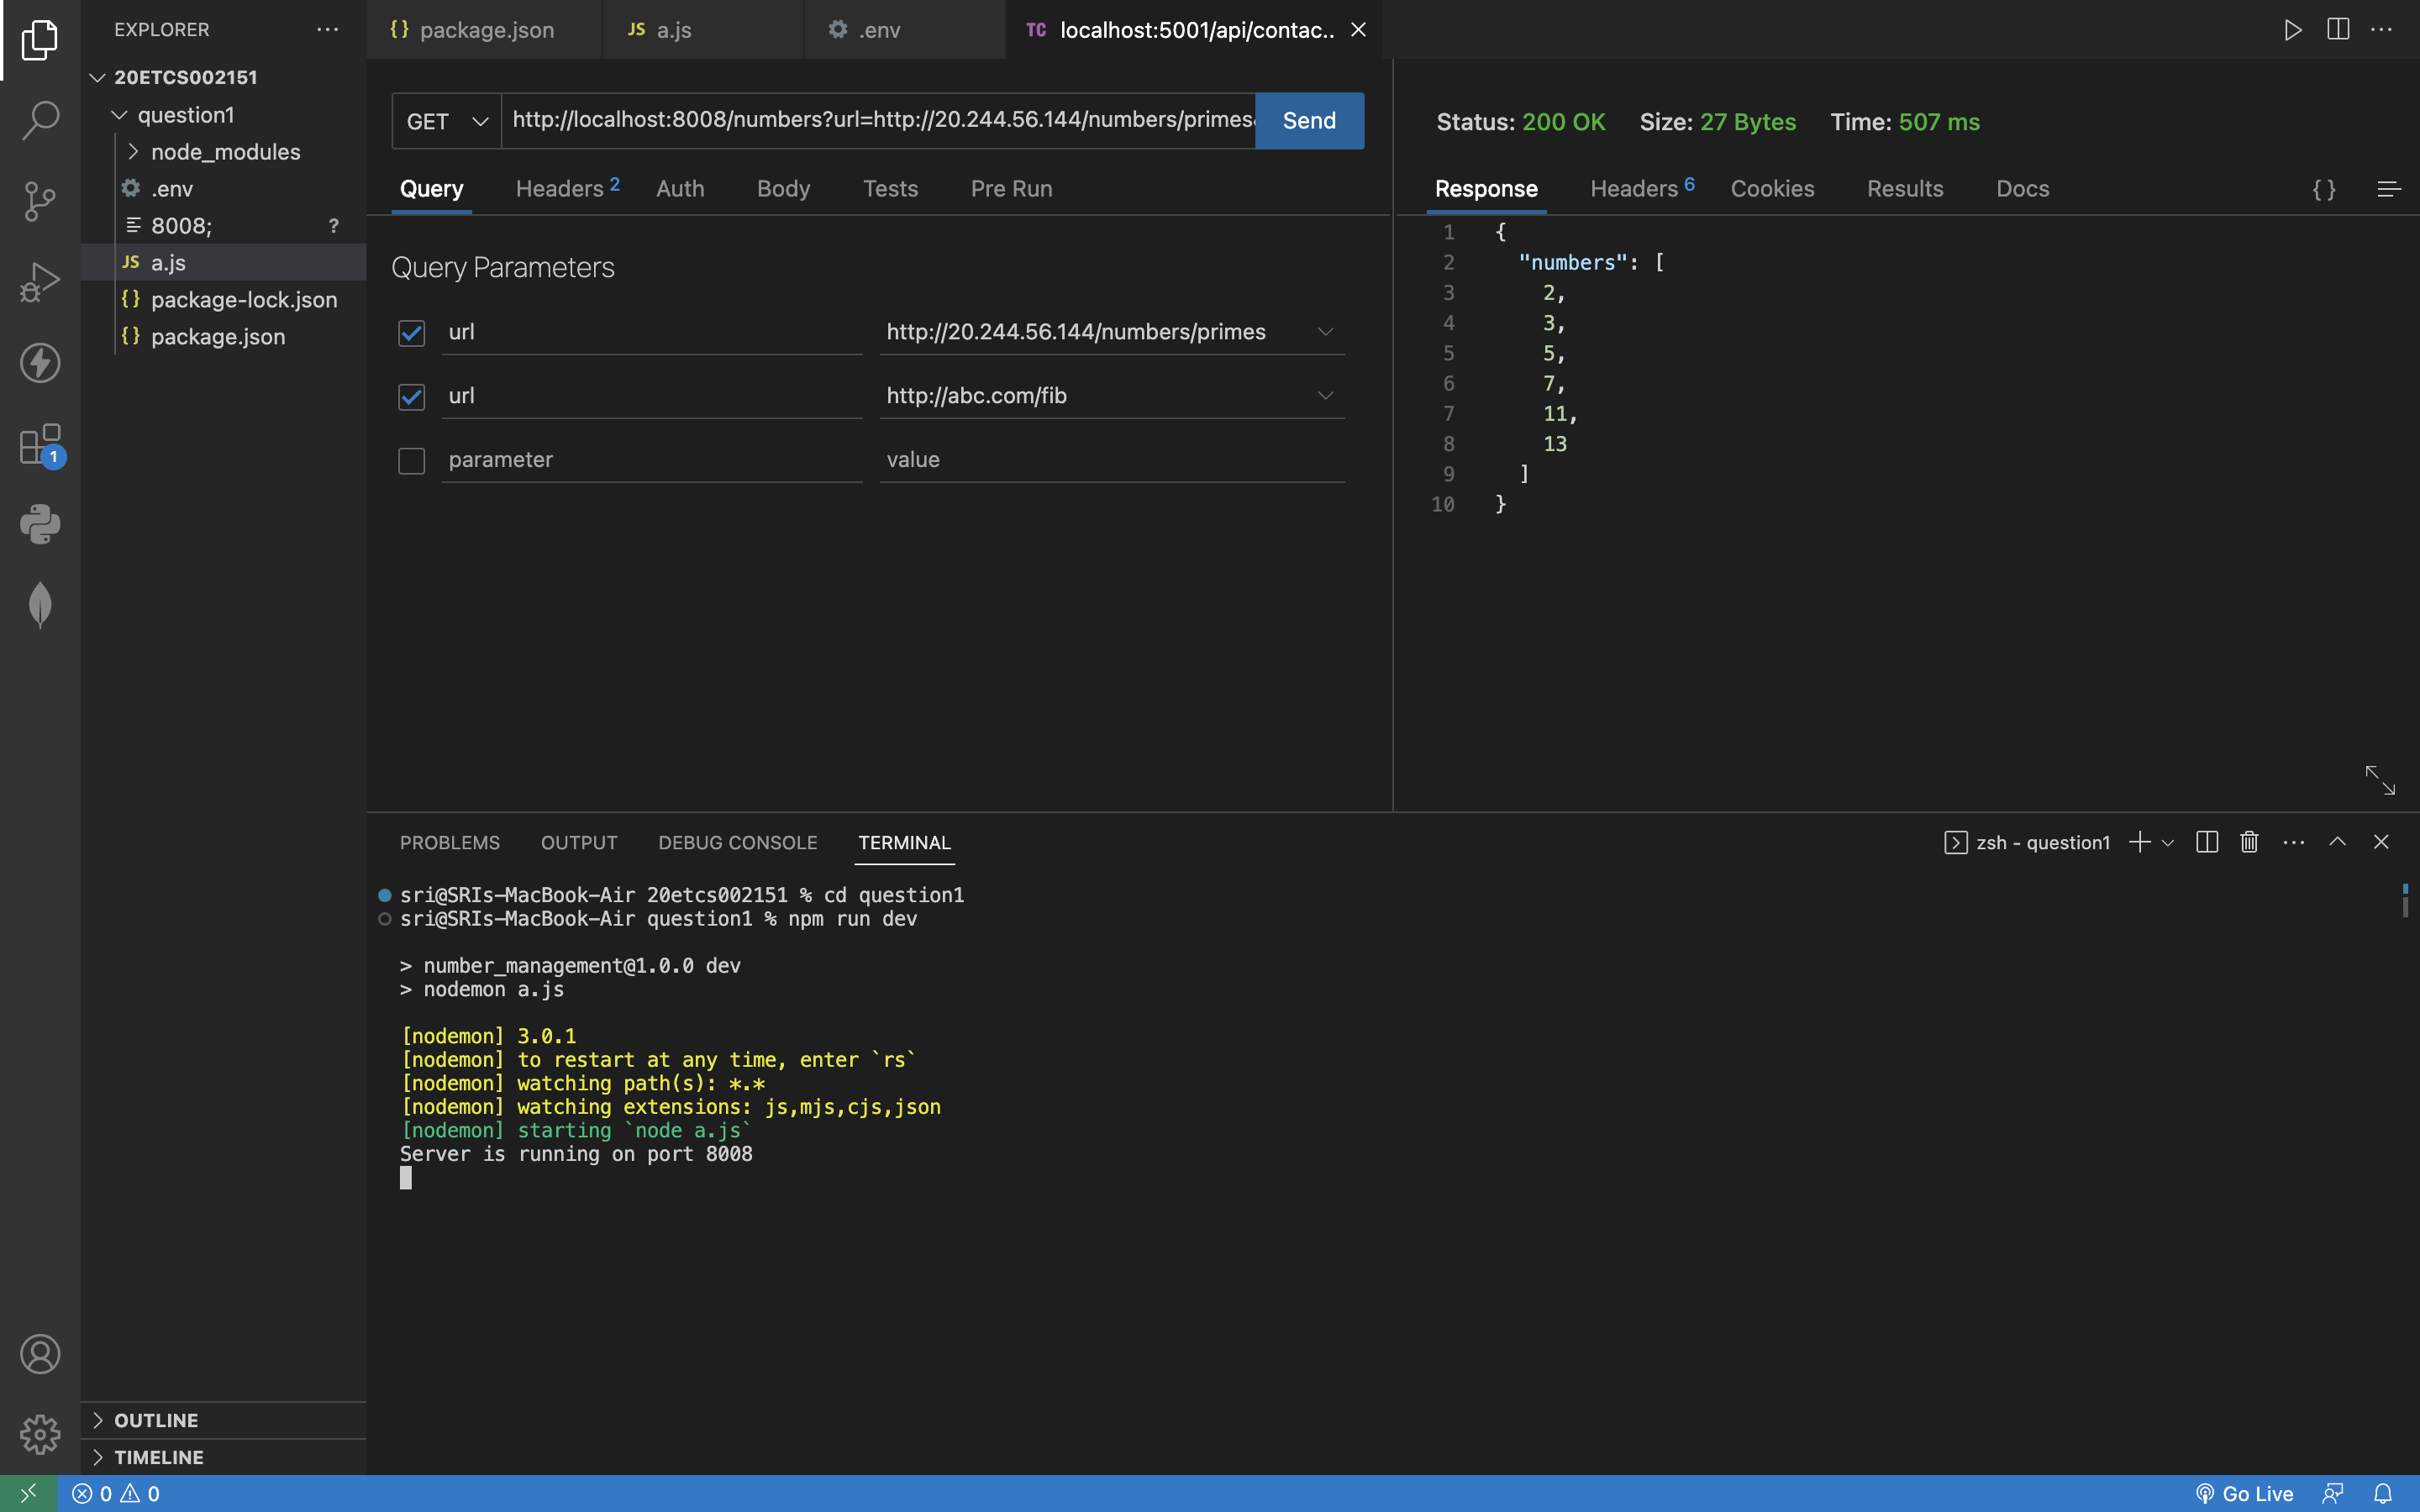 EXPLORER
20ETCS002151
question1
node_modules
.env
8008; ?
JS a.js
{} package-lock.json
{} package.json
1
OUTLINE
TIMELINE
{} package.json
JS a.js
.env
TC localhost:5001/api/contac..
GET http://localhost:8008/numbers?url=http://20.244.56.144/numbers/primes Send
Query Headers 2 Auth Body Tests Pre Run
Query Parameters
url http://20.244.56.144/numbers/primes
url http://abc.com/fib
parameter value
Status: 200 OK Size: 27 Bytes Time: 507 ms
Response Headers 6 Cookies Results Docs {}
1 {
2 "numbers": [
3 2,
4 3,
5 5,
6 7,
7 11,
8 13
9 ]
10 }
PROBLEMS OUTPUT DEBUG CONSOLE TERMINAL
zsh - question1
sri@SRIs-MacBook-Air 20etcs002151 % cd question1
sri@SRIs-MacBook-Air question1 % npm run dev
> number_management@1.0.0 dev
> nodemon a.js
[nodemon] 3.0.1
[nodemon] to restart at any time, enter `rs`
[nodemon] watching path(s): *.*
[nodemon] watching extensions: js,mjs,cjs,json
[nodemon] starting `node a.js`
Server is running on port 8008
0 0
Go Live